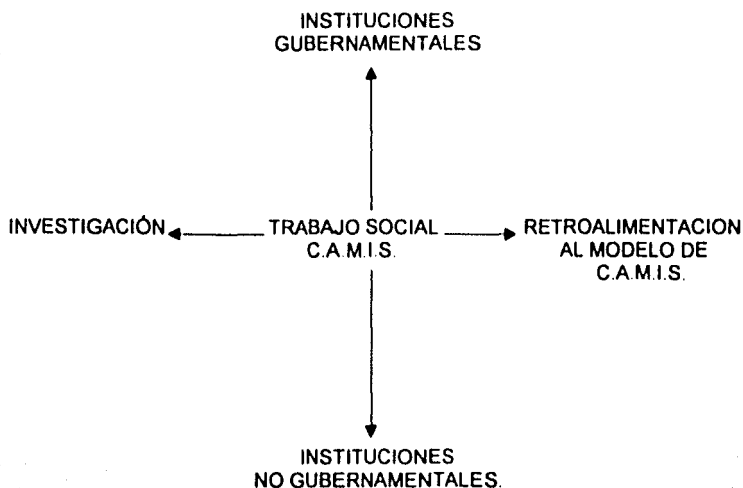 INSTITUCIONES
GUBERNAMENTALES
INVESTIGACIÓN
TRABAJO SOCIAL
C.A.M.I.S.
RETROALIMENTACION
AL MODELO DE
C.A.M.I.S.
INSTITUCIONES
NO GUBERNAMENTALES.